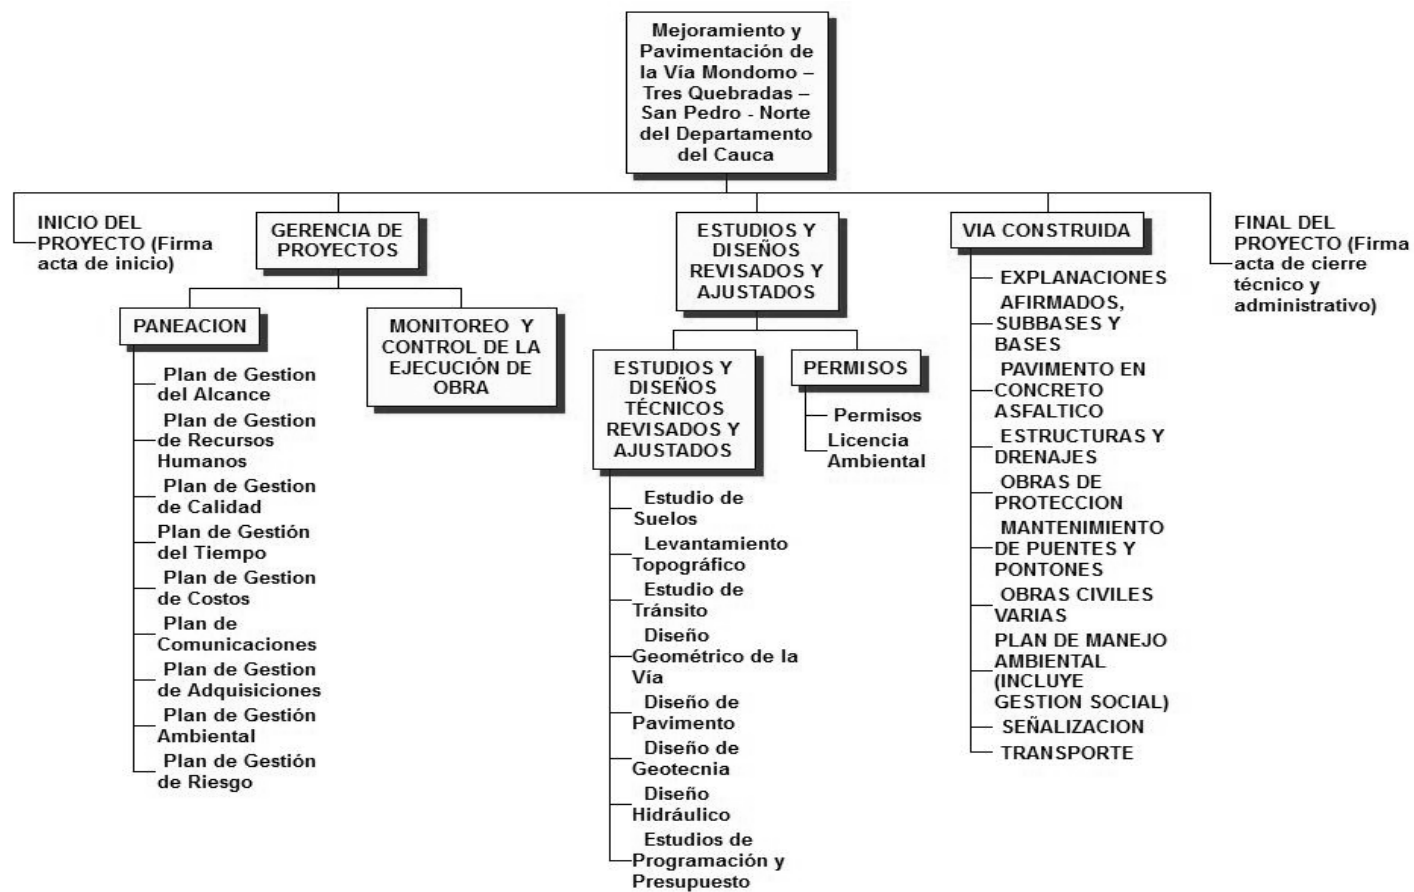 Mejoramiento y
Pavimentación de
la Vía Mondomo –
Tres Quebradas –
San Pedro - Norte
del Departamento
del Cauca
INICIO DEL
PROYECTO (Firma
acta de inicio)
GERENCIA DE
PROYECTOS
PANEACION
Plan de Gestion
del Alcance
Plan de Gestion
de Recursos
Humanos
Plan de Gestion
de Calidad
Plan de Gestión
del Tiempo
Plan de Gestion
de Costos
Plan de
Comunicaciones
Plan de Gestion
de Adquisiciones
Plan de Gestión
Ambiental
Plan de Gestión
de Riesgo
MONITOREO Y
CONTROL DE LA
EJECUCIÓN DE
OBRA
ESTUDIOS Y
DISEÑOS
REVISADOS Y
AJUSTADOS
ESTUDIOS Y
DISEÑOS
TÉCNICOS
REVISADOS Y
AJUSTADOS
Estudio de
Suelos
Levantamiento
Topográfico
Estudio de
Tránsito
Diseño
Geométrico de la
Vía
Diseño de
Pavimento
Diseño de
Geotecnia
Diseño
Hidráulico
Estudios de
Programación y
Presupuesto
PERMISOS
Permisos
Licencia
Ambiental
VIA CONSTRUIDA
EXPLANACIONES
AFIRMADOS,
SUBBASES Y
BASES
PAVIMENTO EN
CONCRETO
ASFALTICO
ESTRUCTURAS Y
DRENAJES
OBRAS DE
PROTECCION
MANTENIMIENTO
DE PUENTES Y
PONTONES
OBRAS CIVILES
VARIAS
PLAN DE MANEJO
AMBIENTAL
(INCLUYE
GESTION SOCIAL)
SEÑALIZACION
TRANSPORTE
FINAL DEL
PROYECTO (Firma
acta de cierre
técnico y
administrativo)